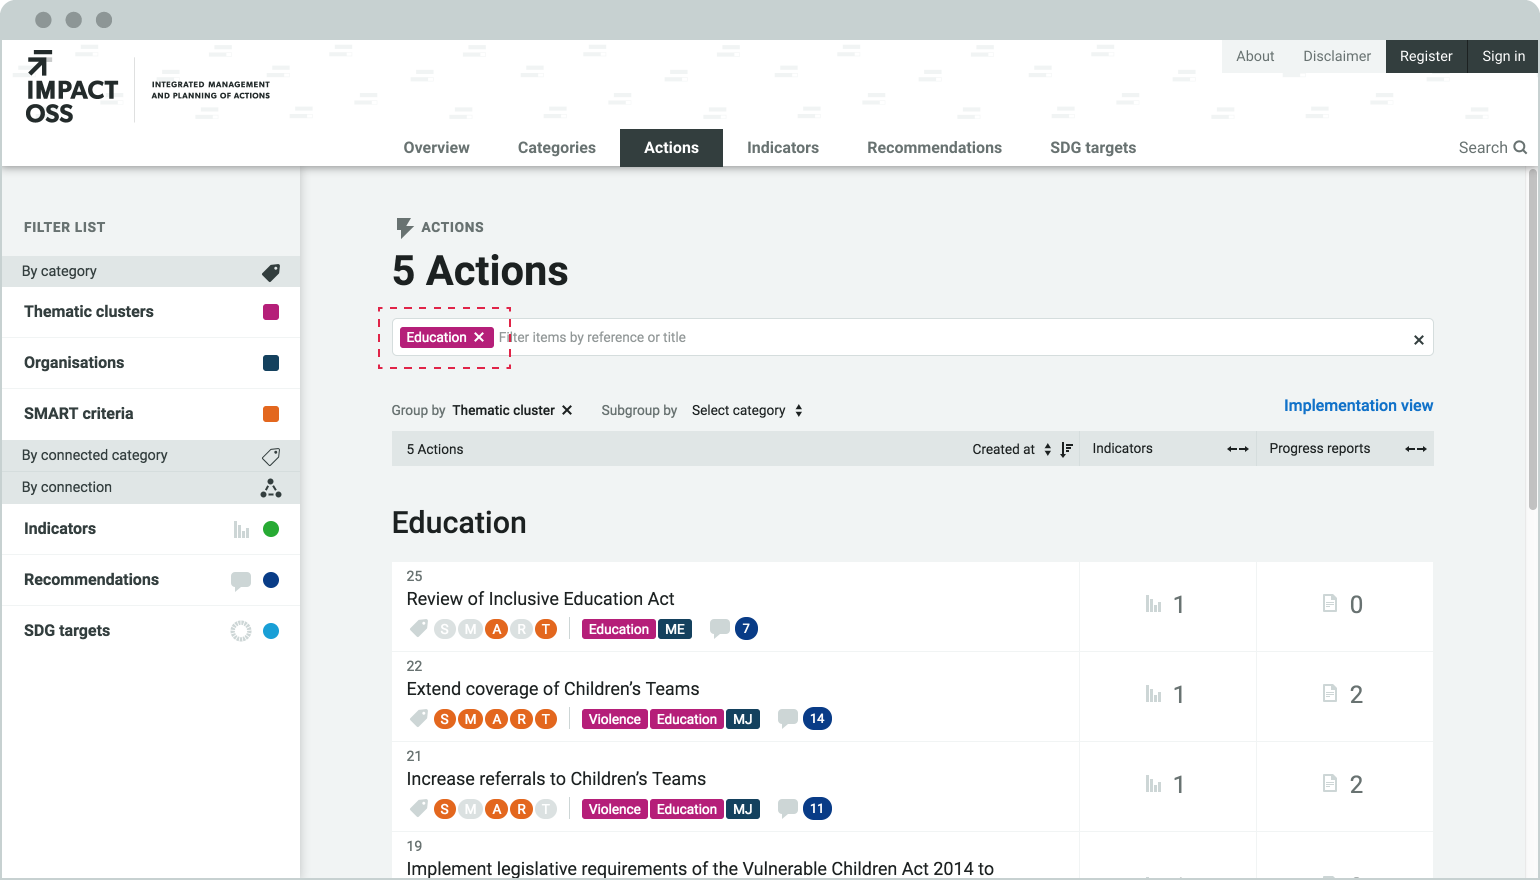 IMPACT
OSS
INTEGRATED MANAGEMENT
AND PLANNING OF ACTIONS
About
Disclaimer
Register
Sign in
Overview
Categories
Actions
Indicators
Recommendations
SDG targets
Search
FILTER LIST
By category
Thematic clusters
Organisations
SMART criteria
By connected category
By connection
Indicators
Recommendations
SDG targets
ACTIONS
5 Actions
Education ✕ Filter items by reference or title ✕
Group by Thematic cluster ✕ Subgroup by Select category
Implementation view
5 Actions Created at Indicators Progress reports
Education
25
Review of Inclusive Education Act
S M A R T Education ME 7
1 0
22
Extend coverage of Children’s Teams
S M A R T Violence Education MJ 14
1 2
21
Increase referrals to Children’s Teams
S M A R T Violence Education MJ 11
1 2
19
Implement legislative requirements of the Vulnerable Children Act 2014 to